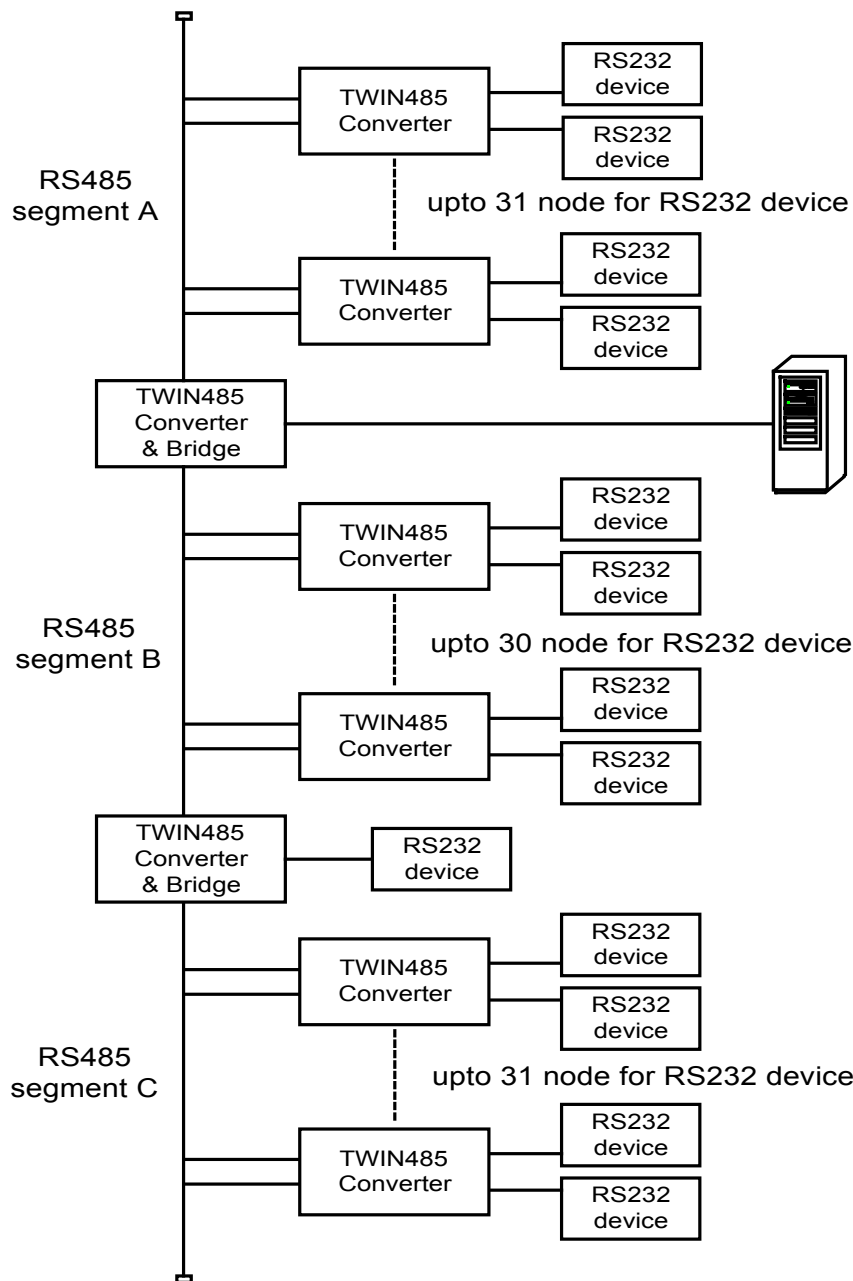 RS232
device
TWIN485
Converter
RS232
device
RS485
segment A
upto 31 node for RS232 device
RS232
device
TWIN485
Converter
RS232
device
TWIN485
Converter
& Bridge
RS232
device
TWIN485
Converter
RS232
device
RS485
segment B
upto 30 node for RS232 device
RS232
device
TWIN485
Converter
RS232
device
TWIN485
Converter
& Bridge
RS232
device
RS232
device
TWIN485
Converter
RS232
device
RS485
segment C
upto 31 node for RS232 device
RS232
device
TWIN485
Converter
RS232
device